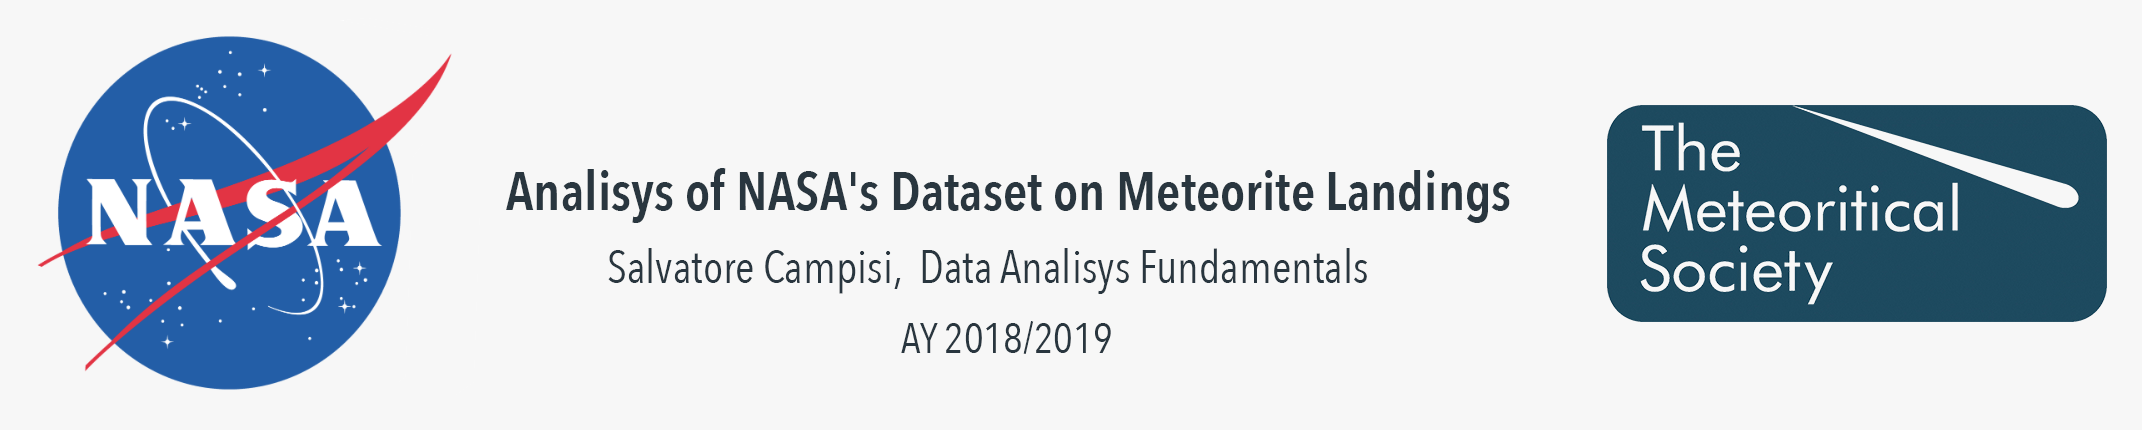 NASA
Analisys of NASA's Dataset on Meteorite Landings
Salvatore Campisi, Data Analisys Fundamentals
AY 2018/2019
The
Meteoritical
Society